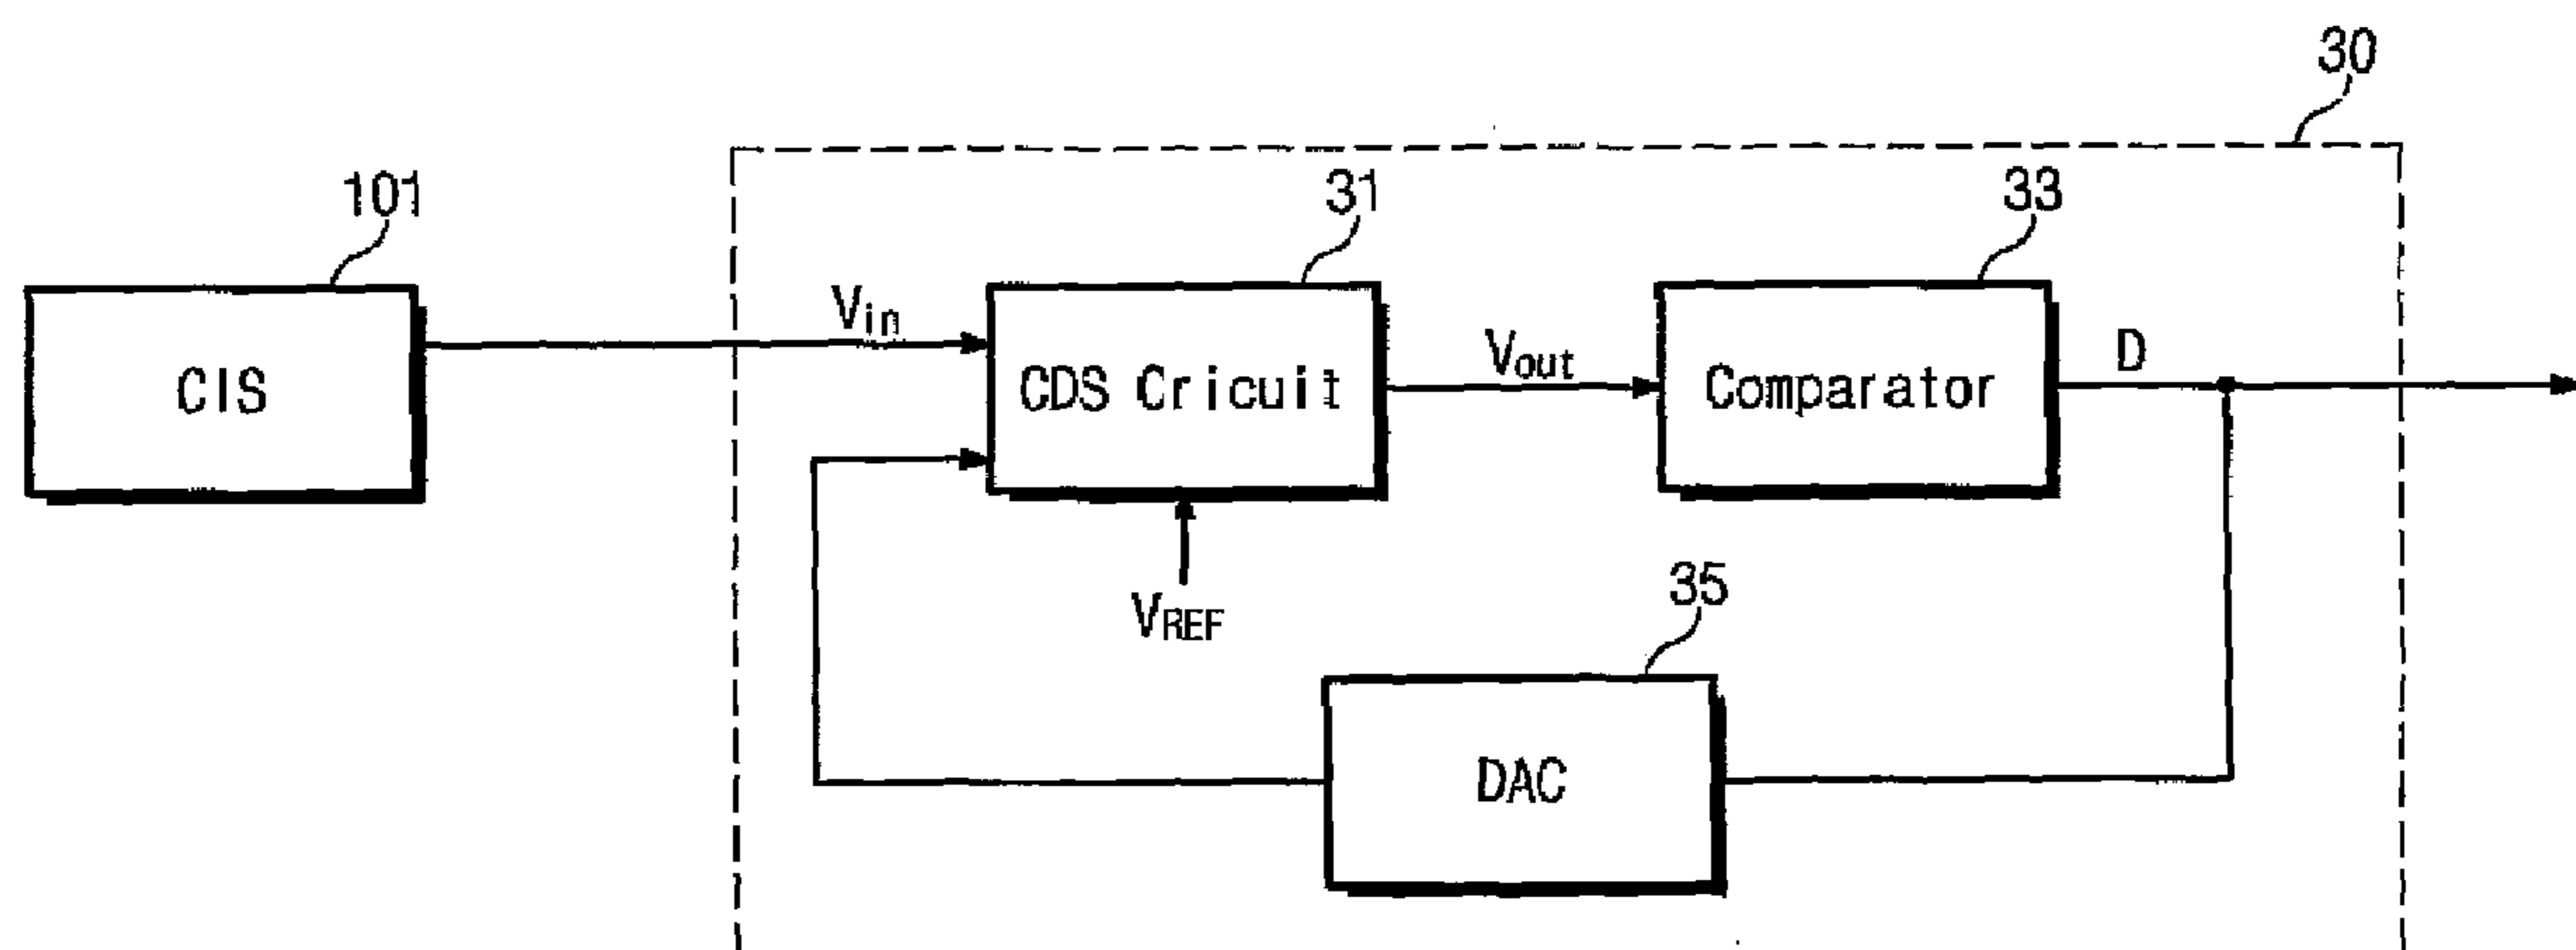 30
101
31
33
Vin
CIS
CDS Cricuit
Vout
Comparator
D
VREF
35
DAC